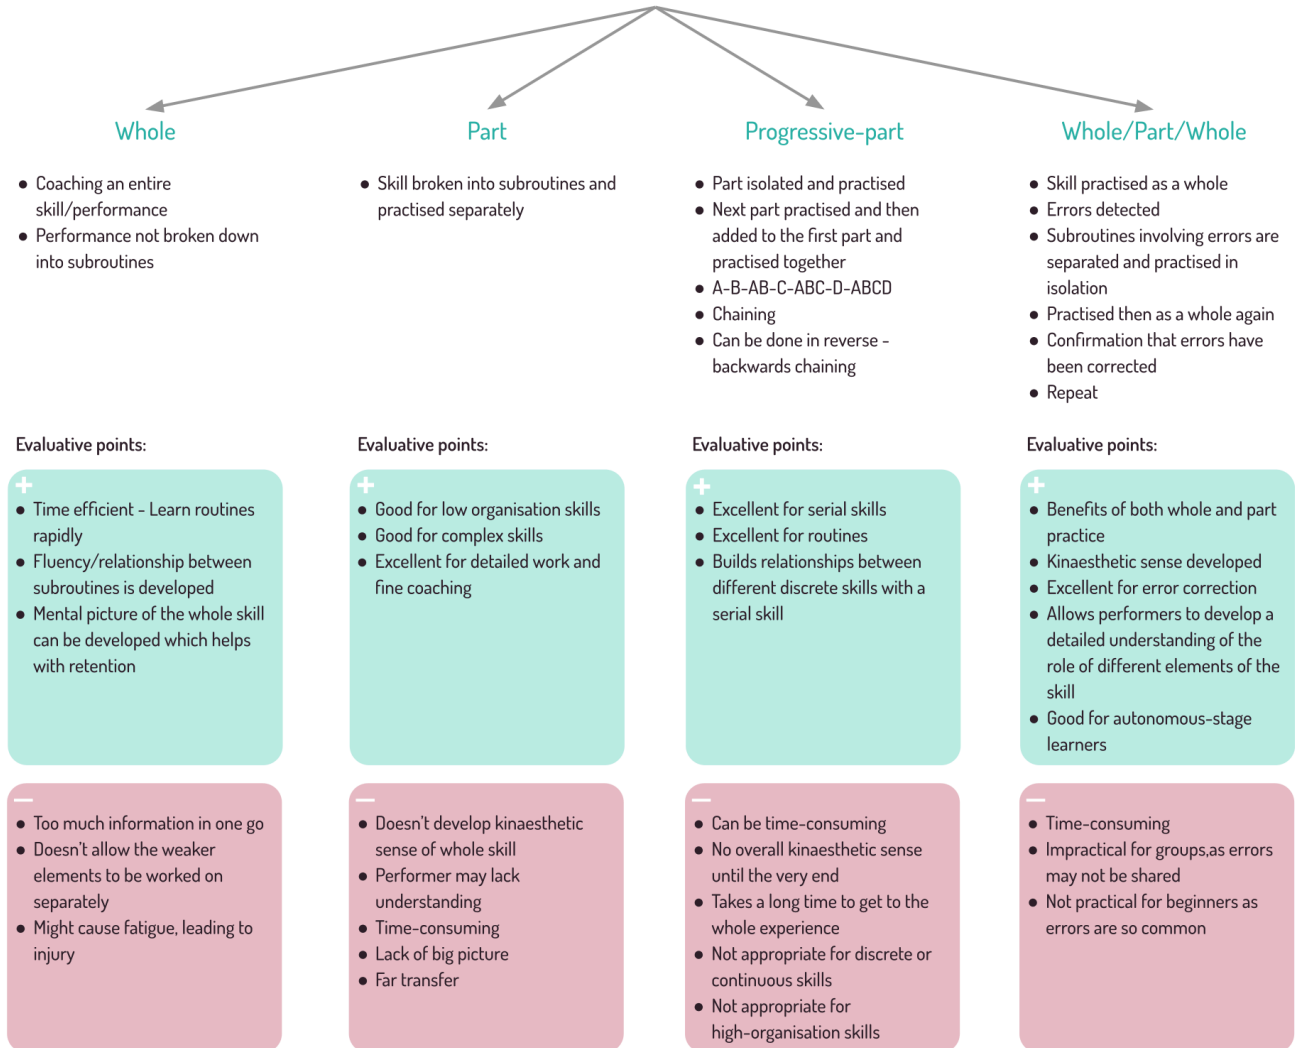 Whole
● Coaching an entire
skill/performance
● Performance not broken down
into subroutines
Evaluative points:
+
● Time efficient - Learn routines
rapidly
● Fluency/relationship between
subroutines is developed
● Mental picture of the whole skill
can be developed which helps
with retention
—
● Too much information in one go
● Doesn't allow the weaker
elements to be worked on
separately
● Might cause fatigue, leading to
injury
Part
● Skill broken into subroutines and
practised separately
Evaluative points:
+
● Good for low organisation skills
● Good for complex skills
● Excellent for detailed work and
fine coaching
—
● Doesn't develop kinaesthetic
sense of whole skill
● Performer may lack
understanding
● Time-consuming
● Lack of big picture
● Far transfer
Progressive-part
● Part isolated and practised
● Next part practised and then
added to the first part and
practised together
● A-B-AB-C-ABC-D-ABCD
● Chaining
● Can be done in reverse -
backwards chaining
Evaluative points:
+
● Excellent for serial skills
● Excellent for routines
● Builds relationships between
different discrete skills with a
serial skill
—
● Can be time-consuming
● No overall kinaesthetic sense
until the very end
● Takes a long time to get to the
whole experience
● Not appropriate for discrete or
continuous skills
● Not appropriate for
high-organisation skills
Whole/Part/Whole
● Skill practised as a whole
● Errors detected
● Subroutines involving errors are
separated and practised in
isolation
● Practised then as a whole again
● Confirmation that errors have
been corrected
● Repeat
Evaluative points:
+
● Benefits of both whole and part
practice
● Kinaesthetic sense developed
● Excellent for error correction
● Allows performers to develop a
detailed understanding of the
role of different elements of the
skill
● Good for autonomous-stage
learners
—
● Time-consuming
● Impractical for groups,as errors
may not be shared
● Not practical for beginners as
errors are so common